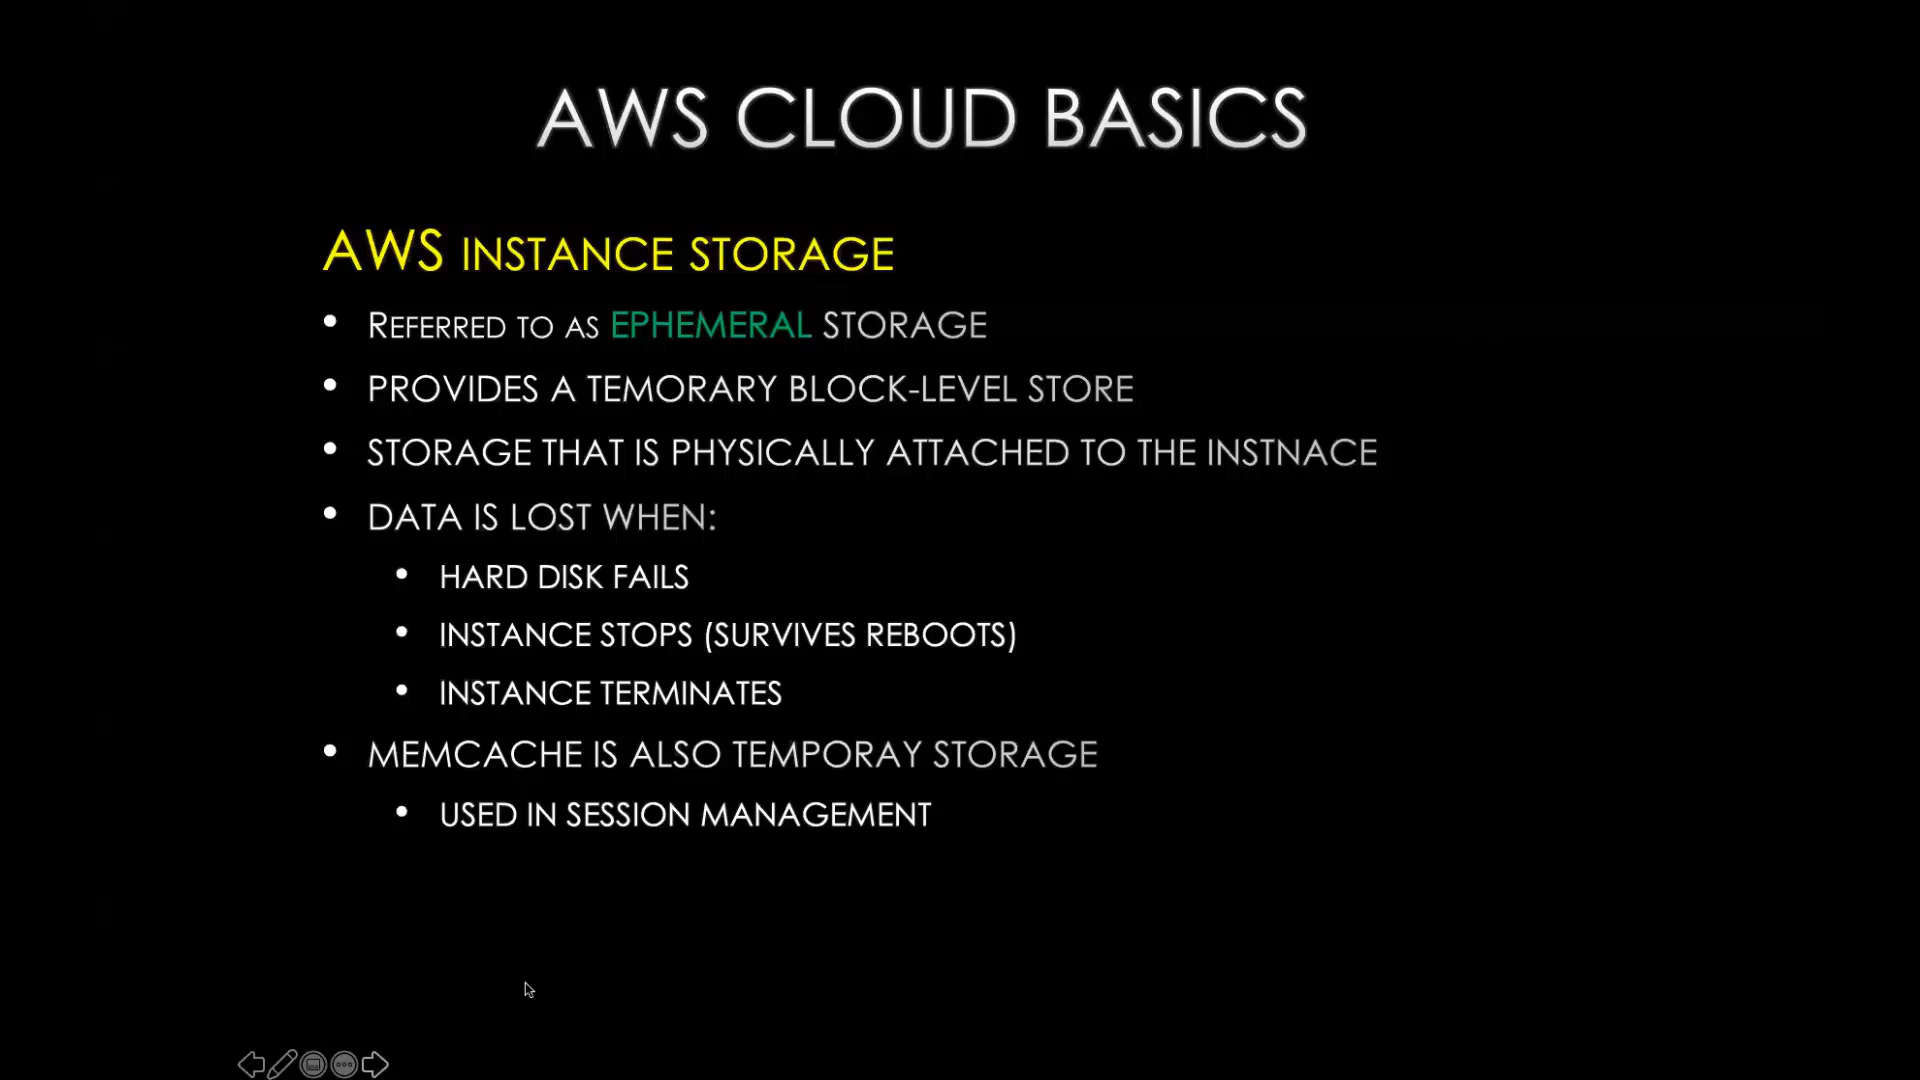 AWS CLOUD BASICS
AWS INSTANCE STORAGE
• REFERRED TO AS EPHEMERAL STORAGE
• PROVIDES A TEMORARY BLOCK-LEVEL STORE
• STORAGE THAT IS PHYSICALLY ATTACHED TO THE INSTNACE
• DATA IS LOST WHEN:
• HARD DISK FAILS
• INSTANCE STOPS (SURVIVES REBOOTS)
• INSTANCE TERMINATES
• MEMCACHE IS ALSO TEMPORAY STORAGE
• USED IN SESSION MANAGEMENT